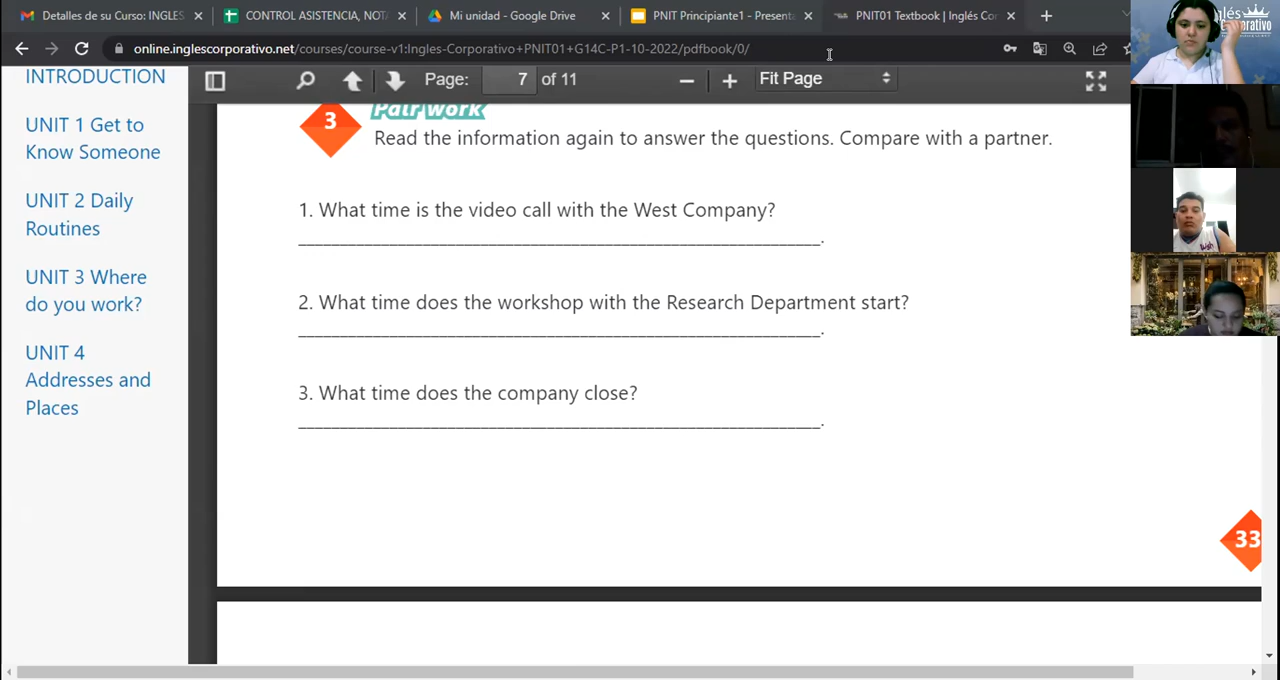 Detalles de su Curso: INGLES
CONTROL ASISTENCIA, NOT
Mi unidad - Google Drive
PNIT Principiante1 - Presenta
PNIT01 Textbook | Inglés Co
online.inglescorporativo.net/courses/course-v1:Ingles-Corporativo+PNIT01+G14C-P1-10-2022/pdfbook/0/
Page: 7 of 11
Fit Page
INTRODUCTION
UNIT 1 Get to
Know Someone
UNIT 2 Daily
Routines
UNIT 3 Where
do you work?
UNIT 4
Addresses and
Places
3
Pair work
Read the information again to answer the questions. Compare with a partner.
1. What time is the video call with the West Company?
2. What time does the workshop with the Research Department start?
3. What time does the company close?
33